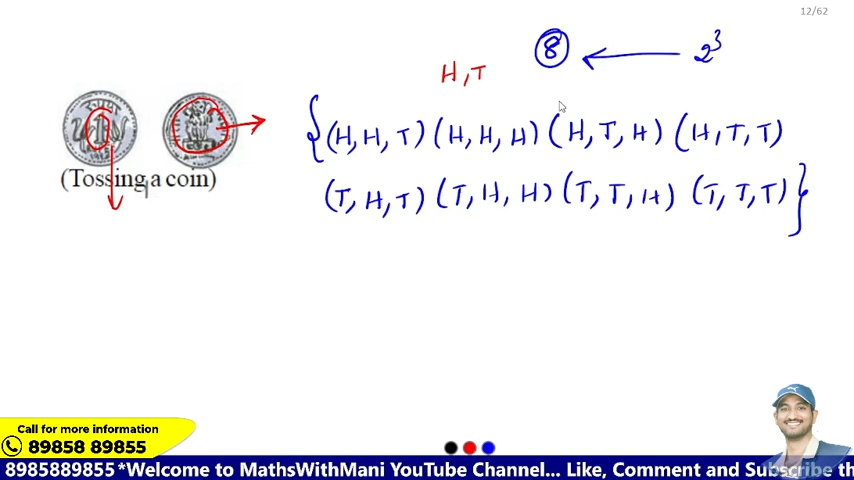 12/62
8 ← 2³
H, T
{(H, H, T) (H, H, H) (H, T, H) (H, T, T)
(T, H, T) (T, H, H) (T, T, H) (T, T, T)}
(Tossing a coin)
Call for more information
89858 89855
8985889855*Welcome to MathsWithMani YouTube Channel... Like, Comment and Subscribe th